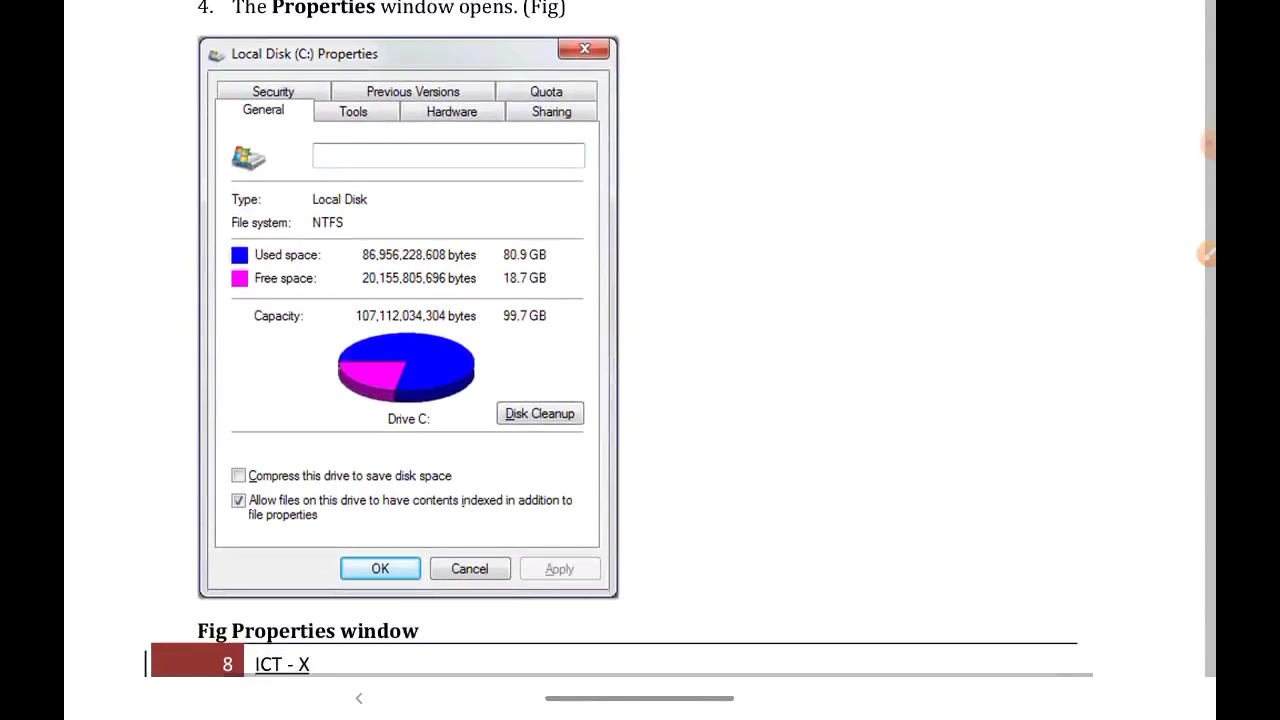 4. The Properties window opens. (Fig)
Local Disk (C:) Properties
Security Previous Versions Quota
General Tools Hardware Sharing
Type: Local Disk
File system: NTFS
Used space: 86,956,228,608 bytes 80.9 GB
Free space: 20,155,805,696 bytes 18.7 GB
Capacity: 107,112,034,304 bytes 99.7 GB
Drive C: Disk Cleanup
Compress this drive to save disk space
Allow files on this drive to have contents indexed in addition to
file properties
OK Cancel Apply
Fig Properties window
8 ICT - X